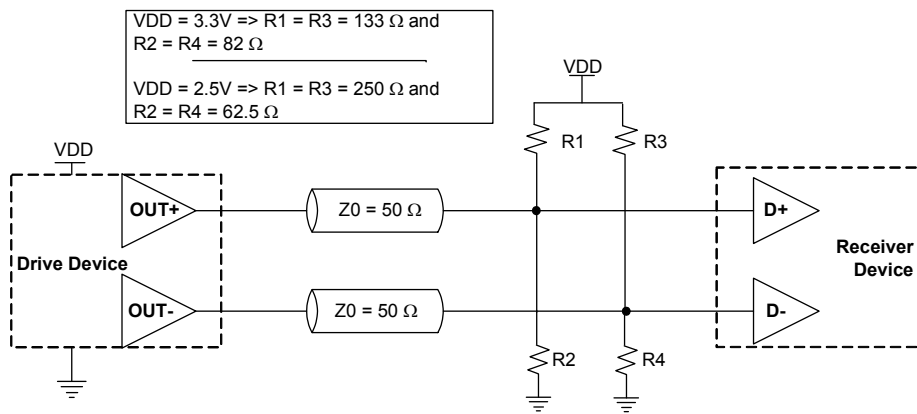 VDD = 3.3V => R1 = R3 = 133 Ω and
R2 = R4 = 82 Ω
VDD = 2.5V => R1 = R3 = 250 Ω and
R2 = R4 = 62.5 Ω
VDD
VDD
R1
R3
OUT+
Z0 = 50 Ω
D+
Drive Device
Receiver
Device
OUT-
Z0 = 50 Ω
D-
R2
R4